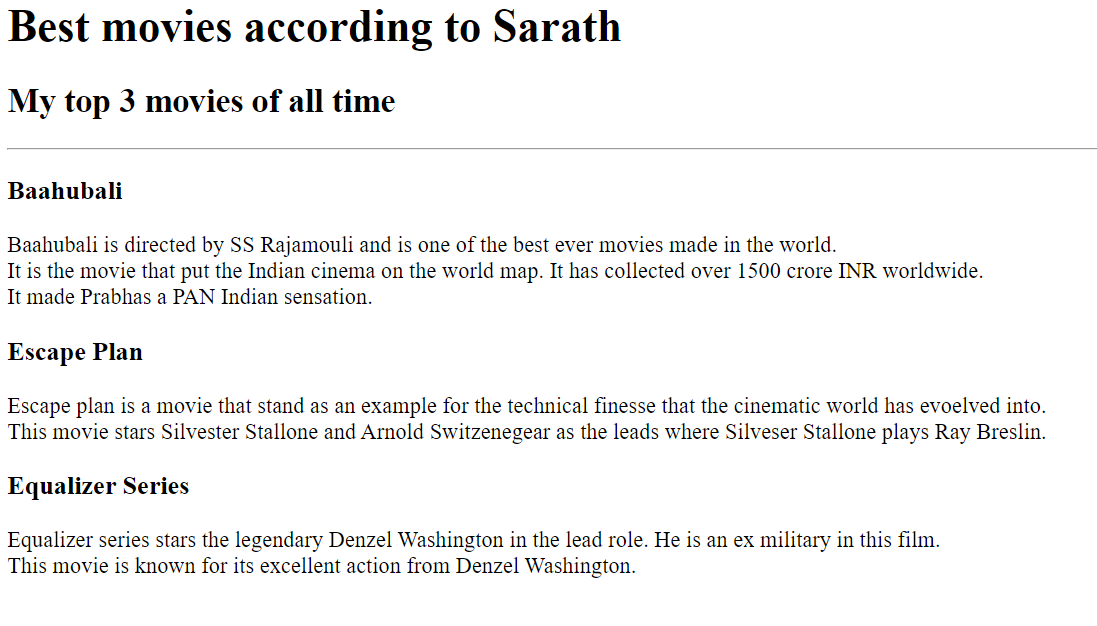 Best movies according to Sarath
My top 3 movies of all time
Baahubali
Baahubali is directed by SS Rajamouli and is one of the best ever movies made in the world.
It is the movie that put the Indian cinema on the world map. It has collected over 1500 crore INR worldwide.
It made Prabhas a PAN Indian sensation.
Escape Plan
Escape plan is a movie that stand as an example for the technical finesse that the cinematic world has evoelved into.
This movie stars Silvester Stallone and Arnold Switzenegear as the leads where Silveser Stallone plays Ray Breslin.
Equalizer Series
Equalizer series stars the legendary Denzel Washington in the lead role. He is an ex military in this film.
This movie is known for its excellent action from Denzel Washington.